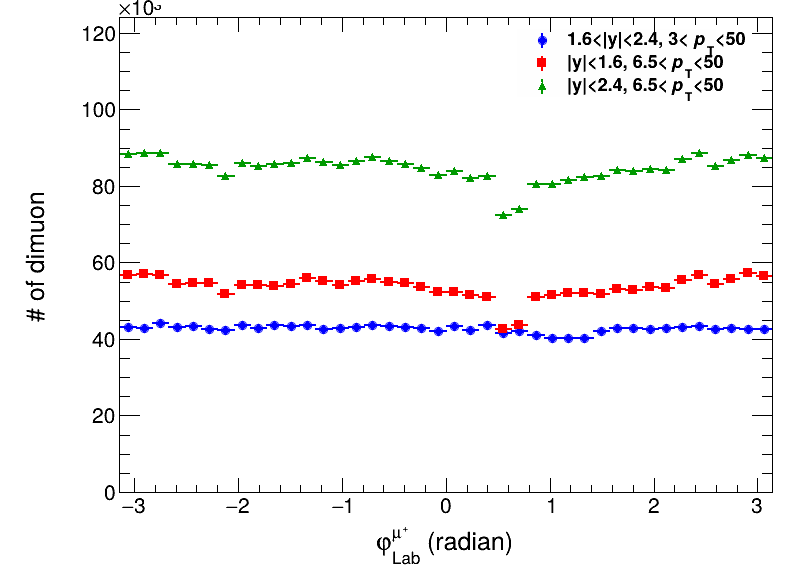 ×10³
120
100
80
60
40
20
0
# of dimuon
1.6<|y|<2.4, 3< p_T<50
|y|<1.6, 6.5< p_T<50
|y|<2.4, 6.5< p_T<50
−3 −2 −1 0 1 2 3
φ_Lab^μ⁺ (radian)